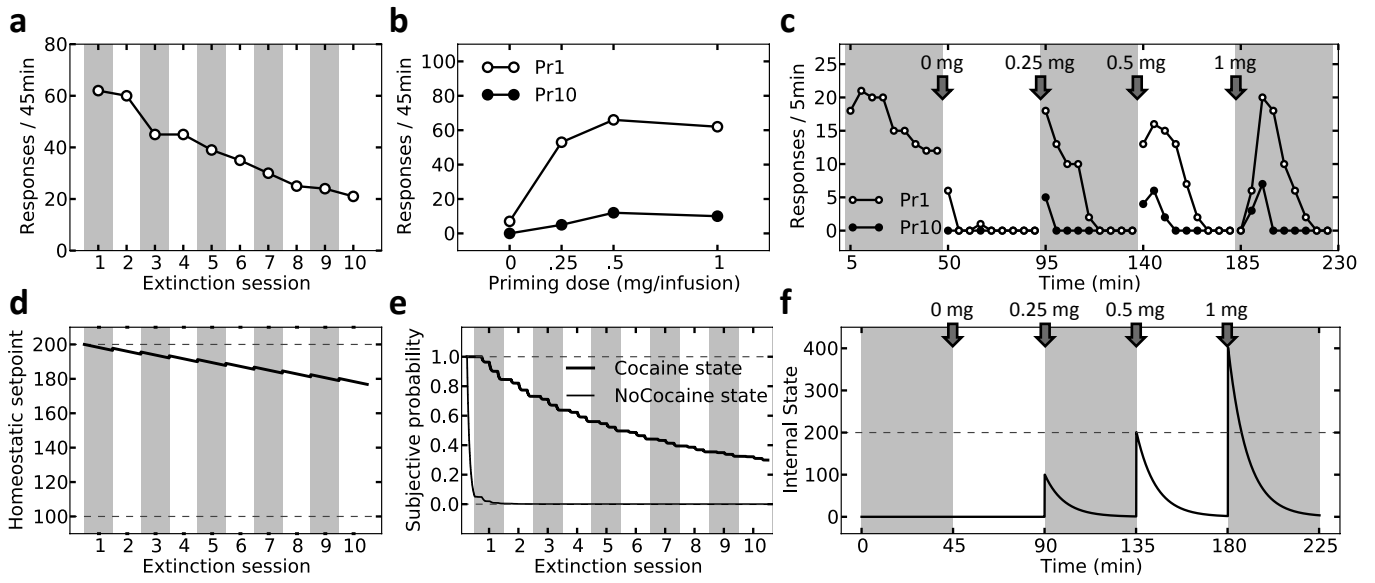 a
80
60
40
20
0
Responses / 45min
1 2 3 4 5 6 7 8 9 10
Extinction session
b
100
80
60
40
20
0
Responses / 45min
Pr1
Pr10
0 .25 .5 1
Priming dose (mg/infusion)
c
25
20
15
10
5
0
Responses / 5min
0 mg 0.25 mg 0.5 mg 1 mg
Pr1
Pr10
5 50 95 140 185 230
Time (min)
d
200
180
160
140
120
100
Homeostatic setpoint
1 2 3 4 5 6 7 8 9 10
Extinction session
e
1.0
0.8
0.6
0.4
0.2
0.0
Subjective probability
Cocaine state
NoCocaine state
1 2 3 4 5 6 7 8 9 10
Extinction session
f
0 mg 0.25 mg 0.5 mg 1 mg
400
300
200
100
0
Internal State
0 45 90 135 180 225
Time (min)